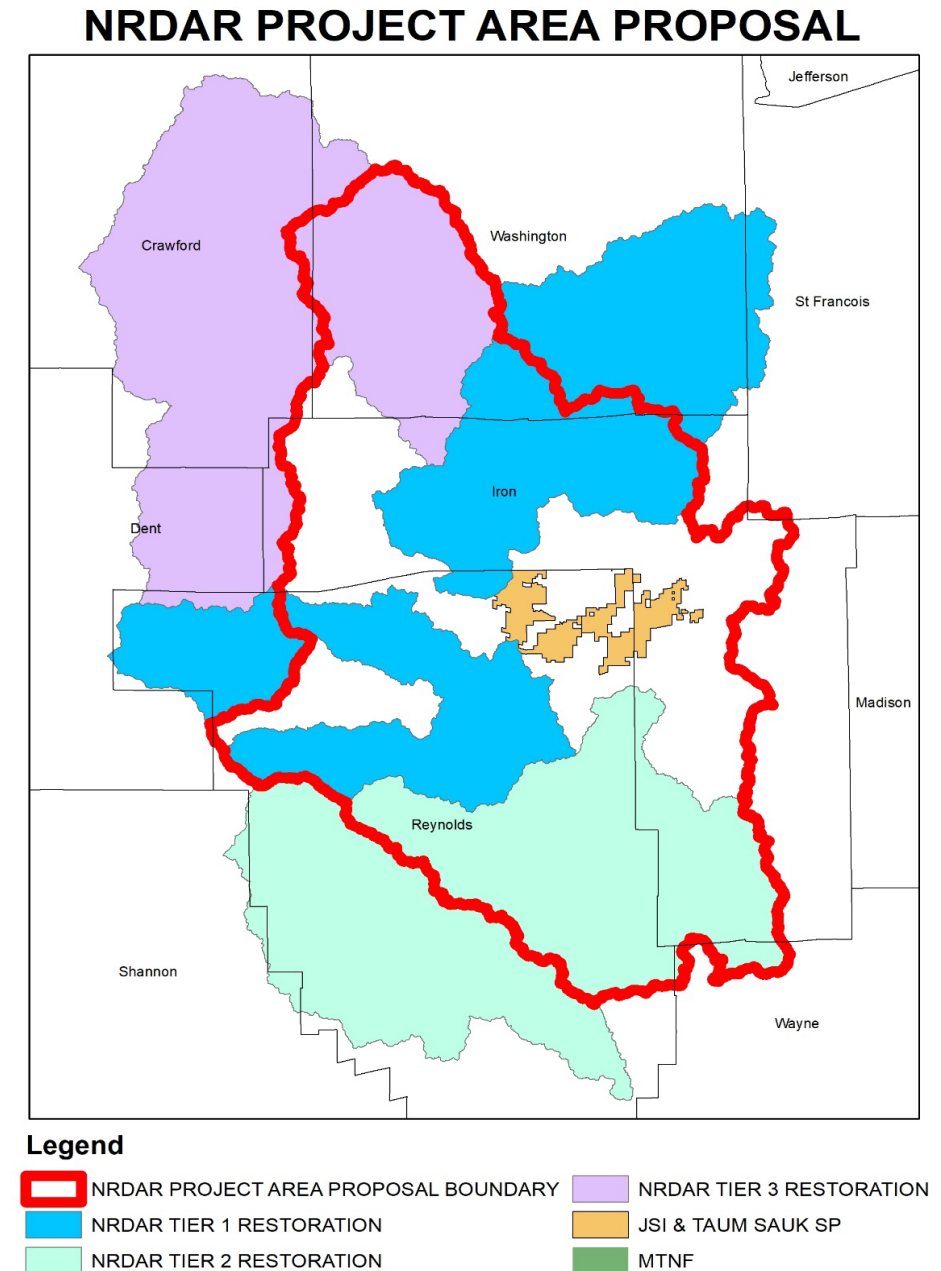 NRDAR PROJECT AREA PROPOSAL
Jefferson
Washington
Crawford
St Francois
Iron
Dent
Madison
Reynolds
Shannon
Wayne
Legend
NRDAR PROJECT AREA PROPOSAL BOUNDARY
NRDAR TIER 3 RESTORATION
NRDAR TIER 1 RESTORATION
JSI & TAUM SAUK SP
NRDAR TIER 2 RESTORATION
MTNF